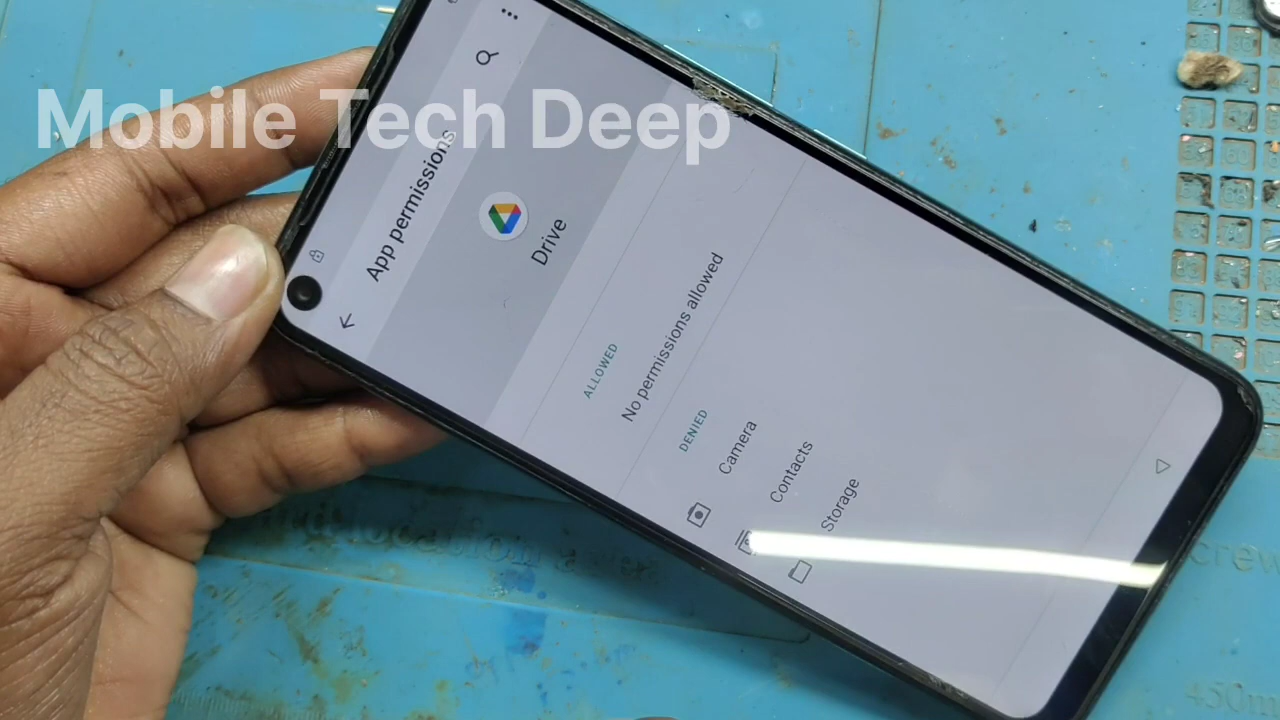 Mobile Tech Deep
App permissions
Drive
ALLOWED
No permissions allowed
DENIED
Camera
Contacts
Storage